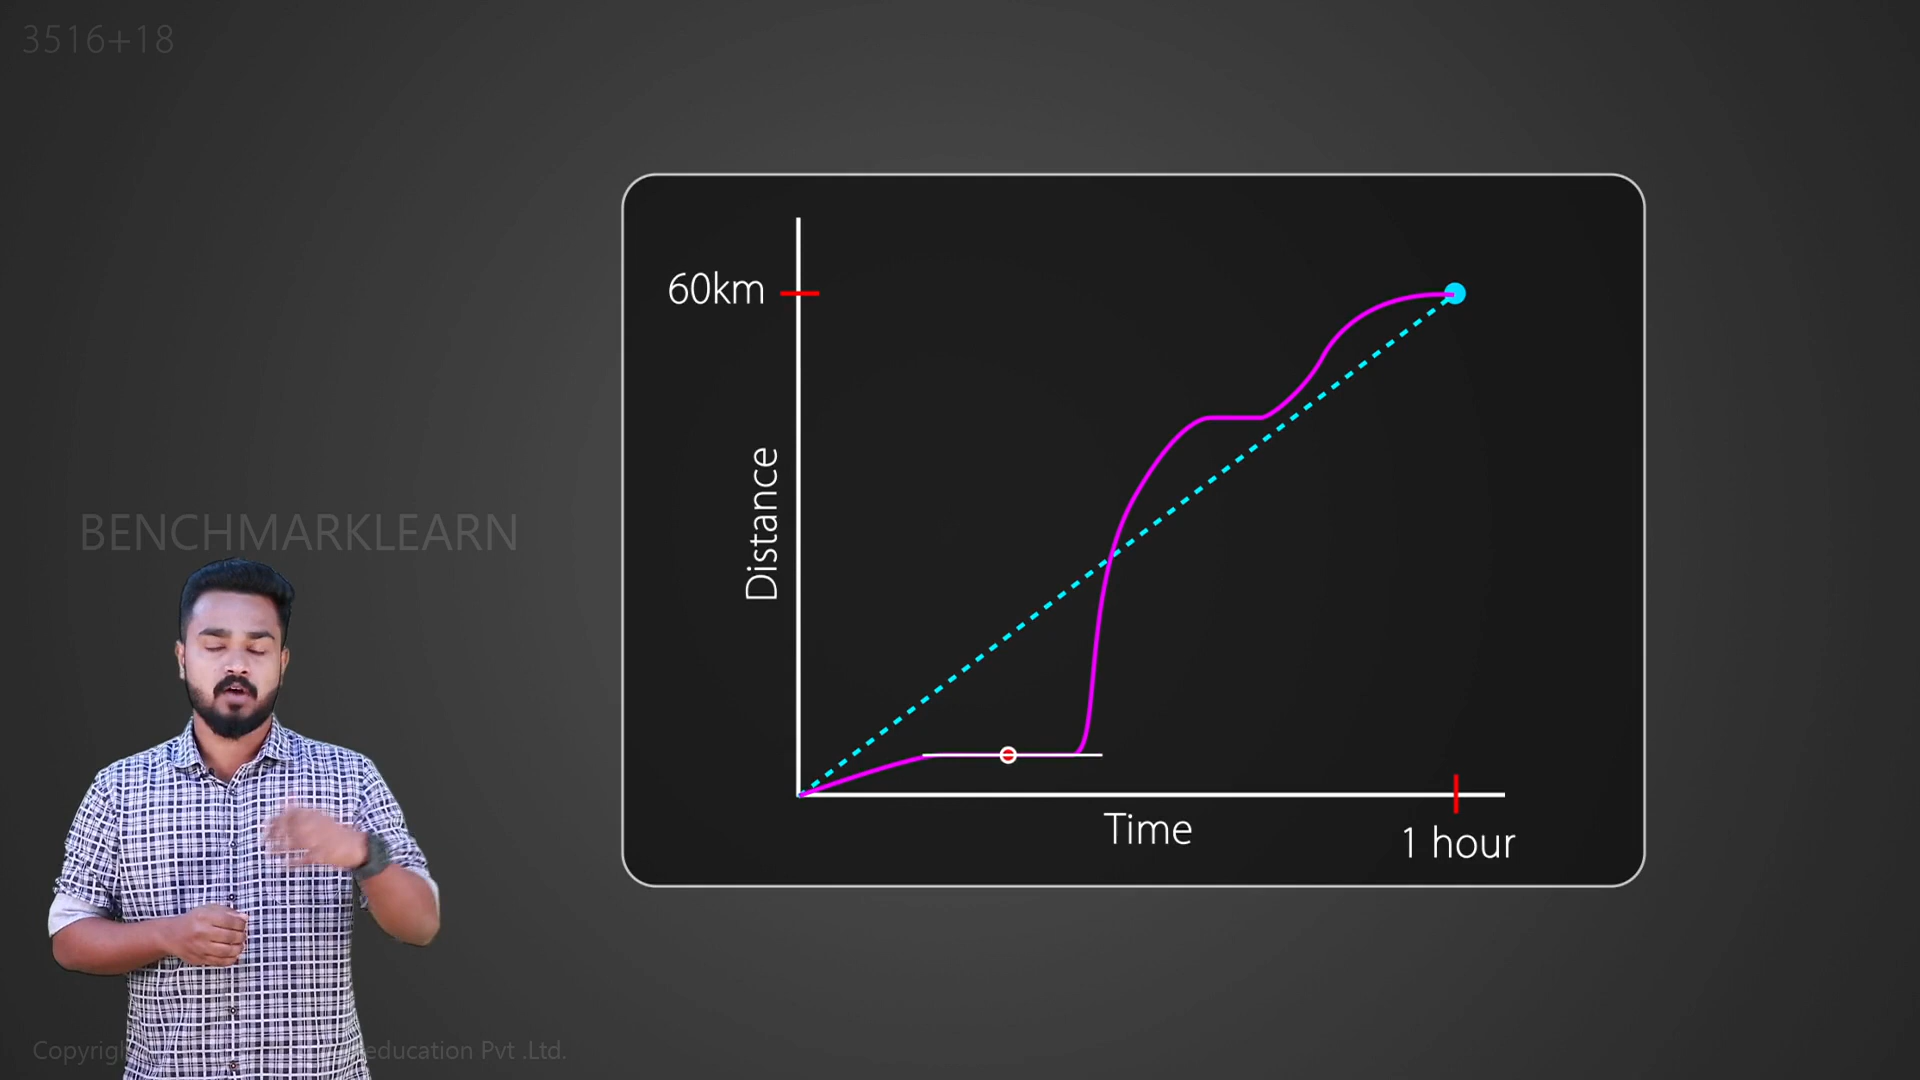 3516+18
60km
Distance
BENCHMARKLEARN
Time
1 hour
education Pvt .Ltd.